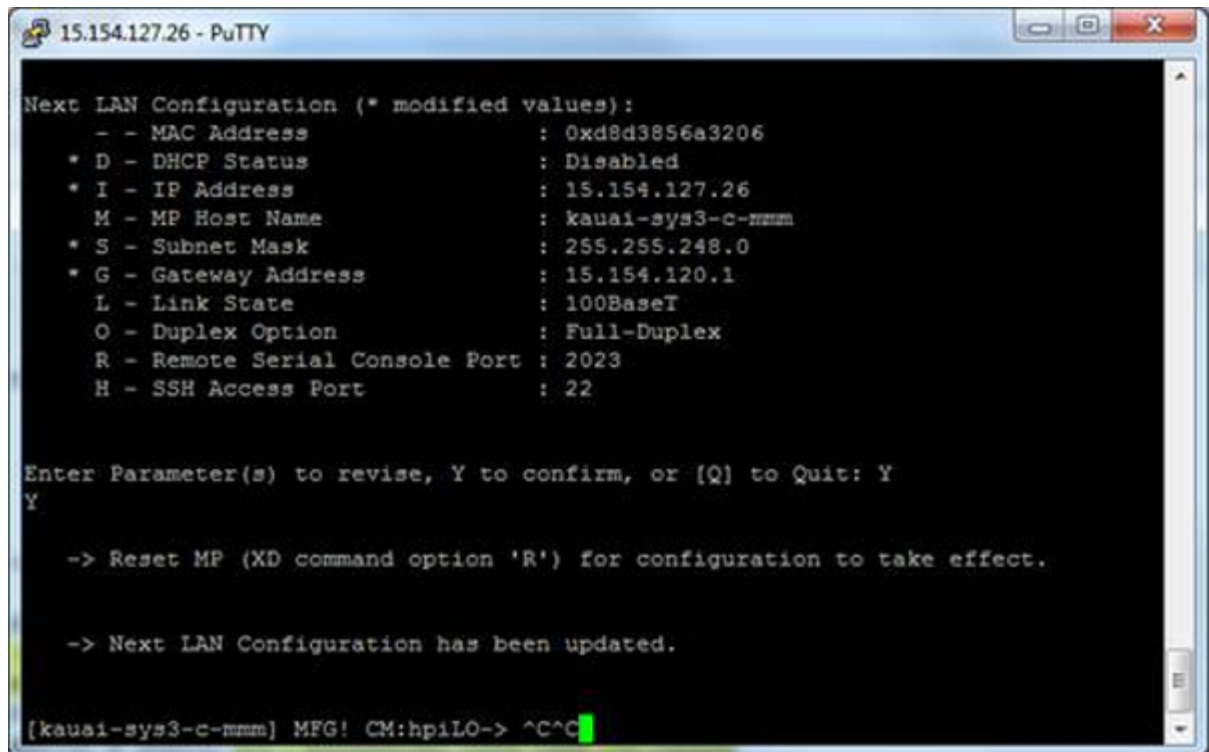 15.154.127.26 - PuTTY
Next LAN Configuration (* modified values):
- - MAC Address : 0xd8d3856a3206
* D - DHCP Status : Disabled
* I - IP Address : 15.154.127.26
M - MP Host Name : kauai-sys3-c-mmm
* S - Subnet Mask : 255.255.248.0
* G - Gateway Address : 15.154.120.1
L - Link State : 100BaseT
O - Duplex Option : Full-Duplex
R - Remote Serial Console Port : 2023
H - SSH Access Port : 22
Enter Parameter(s) to revise, Y to confirm, or [Q] to Quit: Y
Y
-> Reset MP (XD command option 'R') for configuration to take effect.
-> Next LAN Configuration has been updated.
[kauai-sys3-c-mmm] MFG! CM:hpiLO-> ^C^C